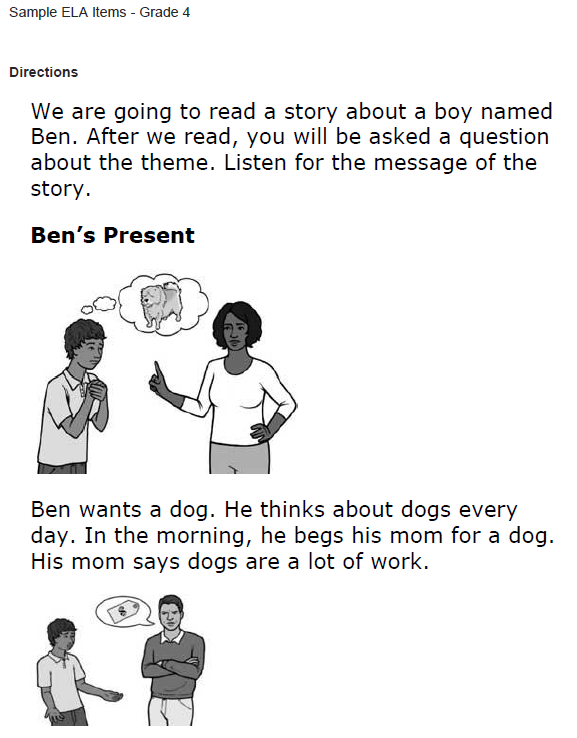 Sample ELA Items - Grade 4
Directions
We are going to read a story about a boy named
Ben. After we read, you will be asked a question
about the theme. Listen for the message of the
story.
Ben’s Present
Ben wants a dog. He thinks about dogs every
day. In the morning, he begs his mom for a dog.
His mom says dogs are a lot of work.
$